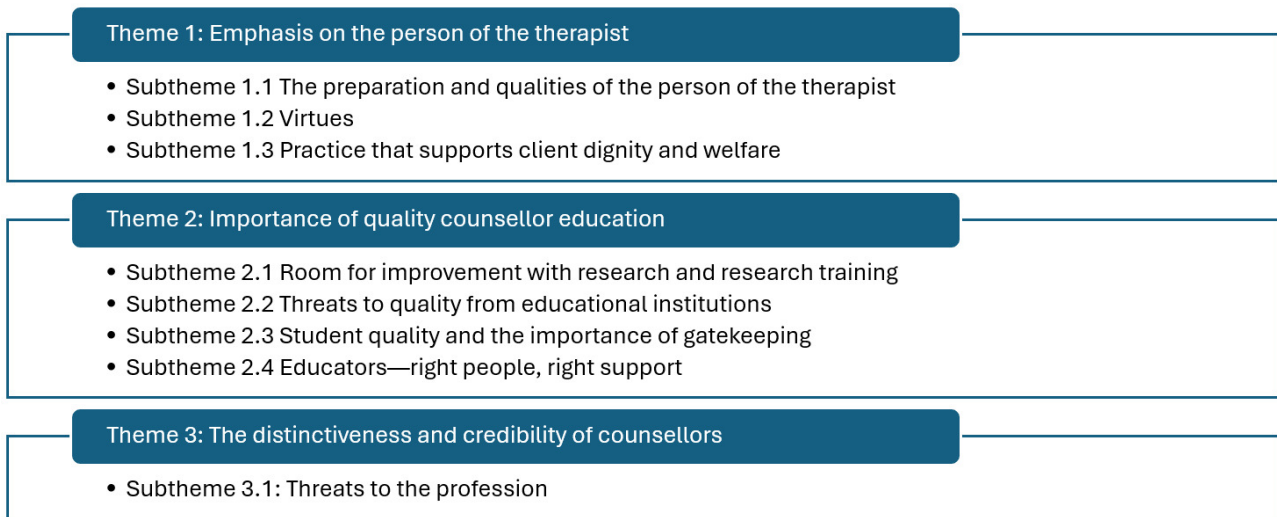 Theme 1: Emphasis on the person of the therapist
• Subtheme 1.1 The preparation and qualities of the person of the therapist
• Subtheme 1.2 Virtues
• Subtheme 1.3 Practice that supports client dignity and welfare
Theme 2: Importance of quality counsellor education
• Subtheme 2.1 Room for improvement with research and research training
• Subtheme 2.2 Threats to quality from educational institutions
• Subtheme 2.3 Student quality and the importance of gatekeeping
• Subtheme 2.4 Educators—right people, right support
Theme 3: The distinctiveness and credibility of counsellors
• Subtheme 3.1: Threats to the profession